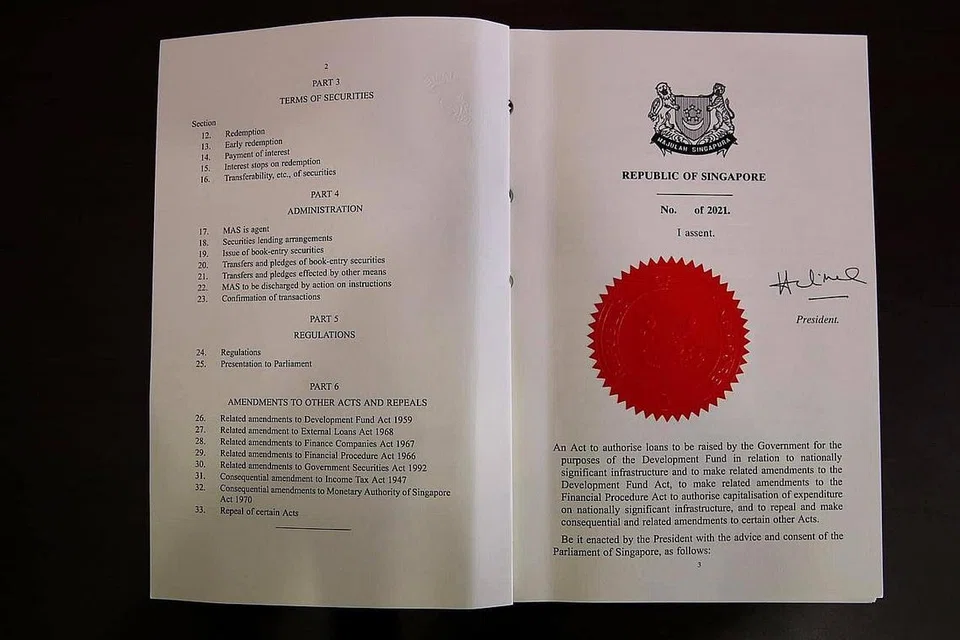 2
PART 3
TERMS OF SECURITIES
Section
12. Redemption
13. Early redemption
14. Payment of interest
15. Interest stops on redemption
16. Transferability, etc., of securities
PART 4
ADMINISTRATION
17. MAS is agent
18. Securities lending arrangements
19. Issue of book-entry securities
20. Transfers and pledges of book-entry securities
21. Transfers and pledges effected by other means
22. MAS to be discharged by action on instructions
23. Confirmation of transactions
PART 5
REGULATIONS
24. Regulations
25. Presentation to Parliament
PART 6
AMENDMENTS TO OTHER ACTS AND REPEALS
26. Related amendments to Development Fund Act 1959
27. Related amendment to External Loans Act 1968
28. Related amendments to Finance Companies Act 1967
29. Related amendments to Financial Procedure Act 1966
30. Related amendments to Government Securities Act 1992
31. Consequential amendment to Income Tax Act 1947
32. Consequential amendments to Monetary Authority of Singapore
Act 1970
33. Repeal of certain Acts
MAJULAH SINGAPURA
REPUBLIC OF SINGAPORE
No. of 2021.
I assent.
President.
An Act to authorise loans to be raised by the Government for the
purposes of the Development Fund in relation to nationally
significant infrastructure and to make related amendments to the
Development Fund Act, to make related amendments to the
Financial Procedure Act to authorise capitalisation of expenditure
on nationally significant infrastructure, and to repeal and make
consequential and related amendments to certain other Acts.
Be it enacted by the President with the advice and consent of the
Parliament of Singapore, as follows:
3